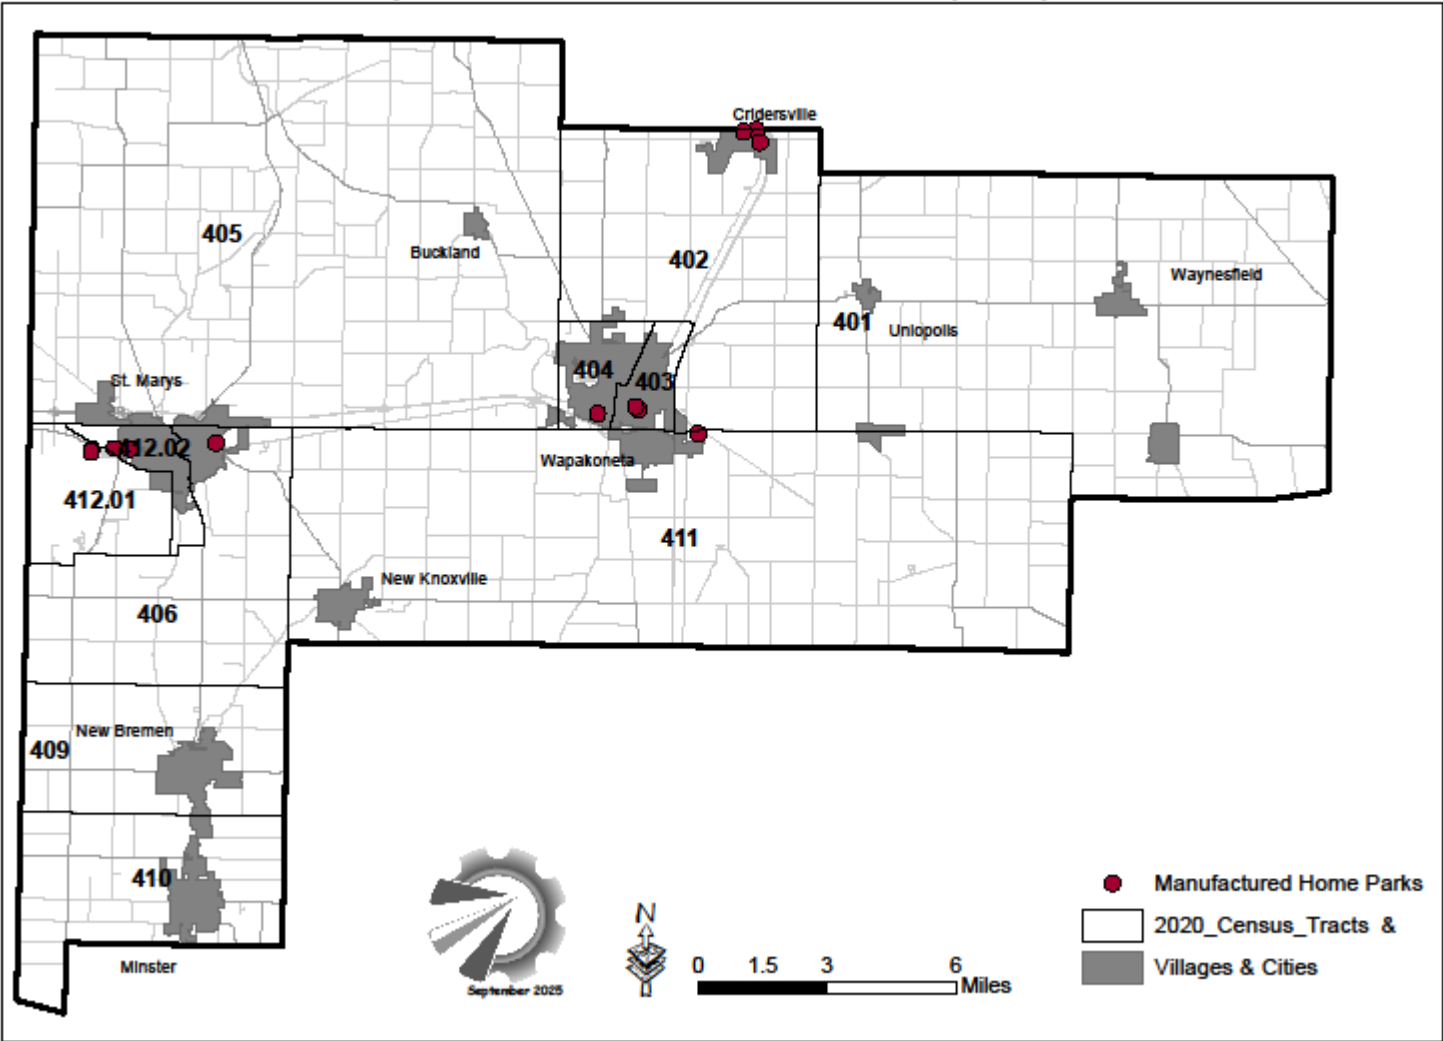 Cridersville
405
Buckland
402
Waynesfield
401
Uniopolis
St. Marys
404
403
412.02
Wapakoneta
412.01
411
New Knoxville
406
New Bremen
409
410
Minster
September 2025
N
0 1.5 3 6
Miles
Manufactured Home Parks
2020_Census_Tracts &
Villages & Cities